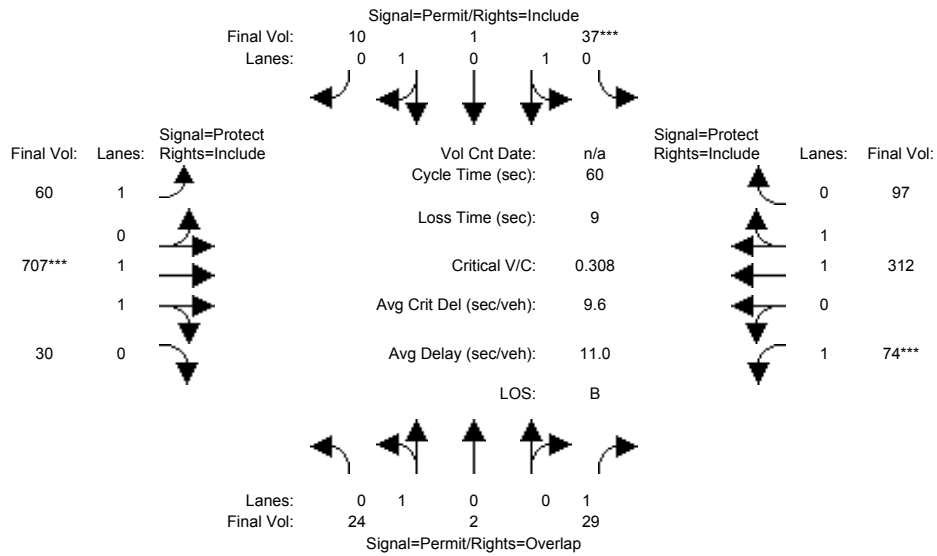 Signal=Permit/Rights=Include
Final Vol: 10 1 37***
Lanes: 0 1 0 1 0
Signal=Protect Signal=Protect
Final Vol: Lanes: Rights=Include Vol Cnt Date: n/a Rights=Include Lanes: Final Vol:
Cycle Time (sec): 60
60 1 0 97
Loss Time (sec): 9
0 1
707*** 1 Critical V/C: 0.308 1 312
1 Avg Crit Del (sec/veh): 9.6 0
30 0 Avg Delay (sec/veh): 11.0 1 74***
LOS: B
Lanes: 0 1 0 0 1
Final Vol: 24 2 29
Signal=Permit/Rights=Overlap